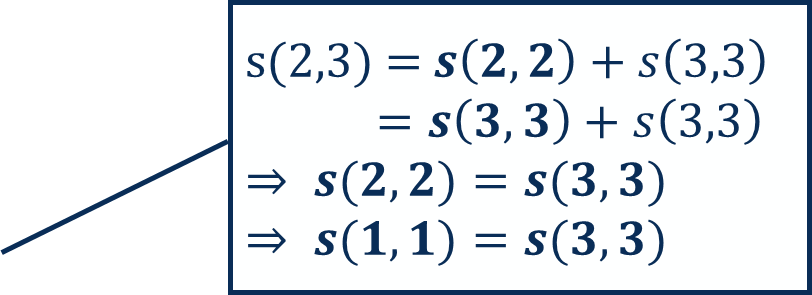 s(2,3) = s(2,2) + s(3,3)
= s(3,3) + s(3,3)
⇒ s(2,2) = s(3,3)
⇒ s(1,1) = s(3,3)